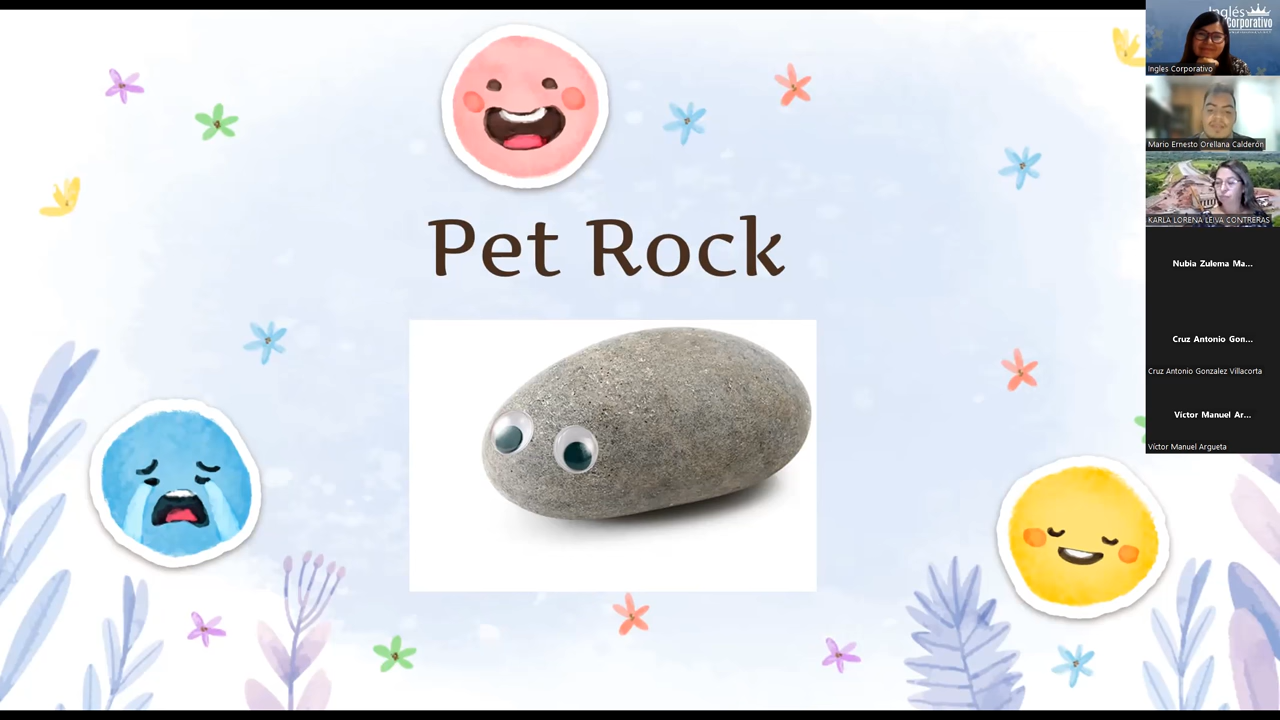 Pet Rock
Inglés
Corporativo
Ingles Corporativo
Mario Ernesto Orellana Calderón
KARLA LORENA LEIVA CONTRERAS
Nubia Zulema Ma...
Cruz Antonio Gon...
Cruz Antonio Gonzalez Villacorta
Víctor Manuel Ar...
Víctor Manuel Argueta